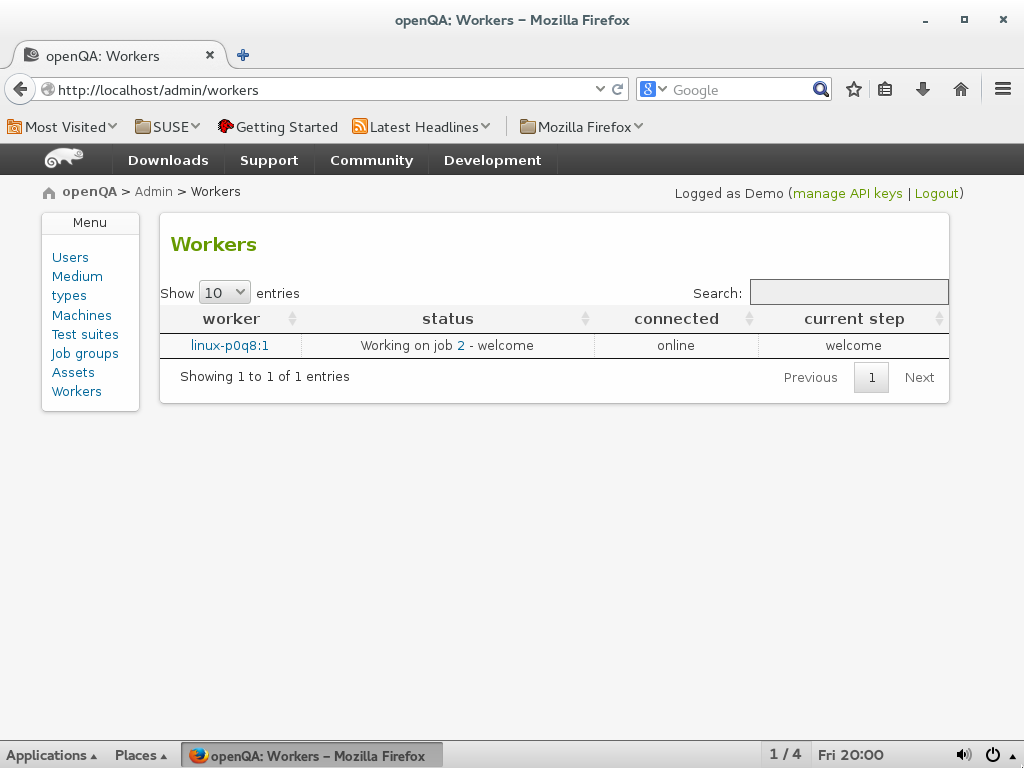 openQA: Workers – Mozilla Firefox
openQA: Workers
http://localhost/admin/workers
Google
Most Visited
SUSE
Getting Started
Latest Headlines
Mozilla Firefox
Downloads
Support
Community
Development
openQA > Admin > Workers
Logged as Demo (manage API keys | Logout)
Menu
Users
Medium
types
Machines
Test suites
Job groups
Assets
Workers
Workers
Show 10 entries
Search:
worker status connected current step
linux-p0q8:1 Working on job 2 - welcome online welcome
Showing 1 to 1 of 1 entries
Previous 1 Next
Applications
Places
openQA: Workers – Mozilla Firefox
1 / 4
Fri 20:00